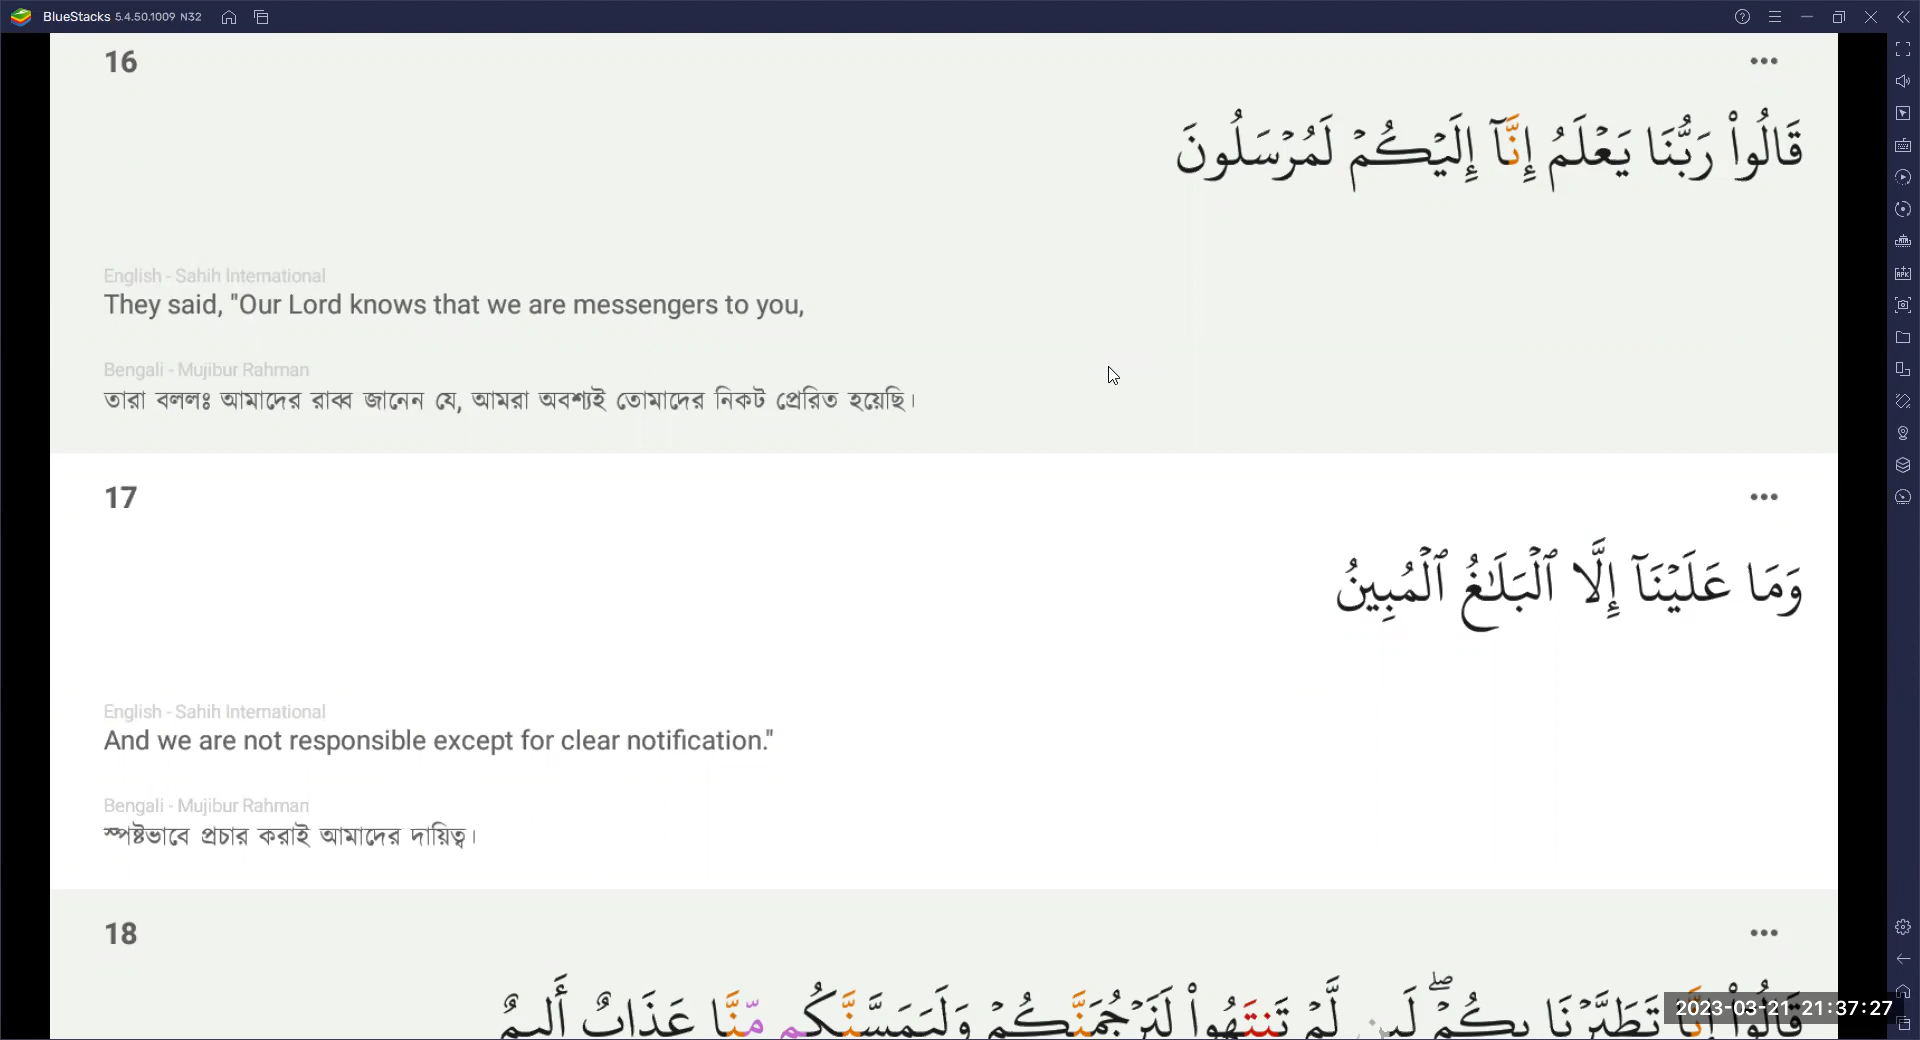 BlueStacks 5.4.50.1009 N32
16
قَالُوا۟ رَبُّنَا يَعْلَمُ إِنَّآ إِلَيْكُمْ لَمُرْسَلُونَ
English - Sahih International
They said, "Our Lord knows that we are messengers to you,
Bengali - Mujibur Rahman
তারা বললঃ আমাদের রাব্ব জানেন যে, আমরা অবশ্যই তোমাদের নিকট প্রেরিত হয়েছি।
17
وَمَا عَلَيْنَآ إِلَّا ٱلْبَلَـٰغُ ٱلْمُبِينُ
English - Sahih International
And we are not responsible except for clear notification."
Bengali - Mujibur Rahman
স্পষ্টভাবে প্রচার করাই আমাদের দায়িত্ব।
18
قَالُوٓا۟ إِنَّا تَطَيَّرْنَا بِكُمْ ۖ لَئِن لَّمْ تَنتَهُوا۟ لَنَرْجُمَنَّكُمْ وَلَيَمَسَّنَّكُم مِّنَّا عَذَابٌ أَلِيمٌ
2023-03-21 21:37:27